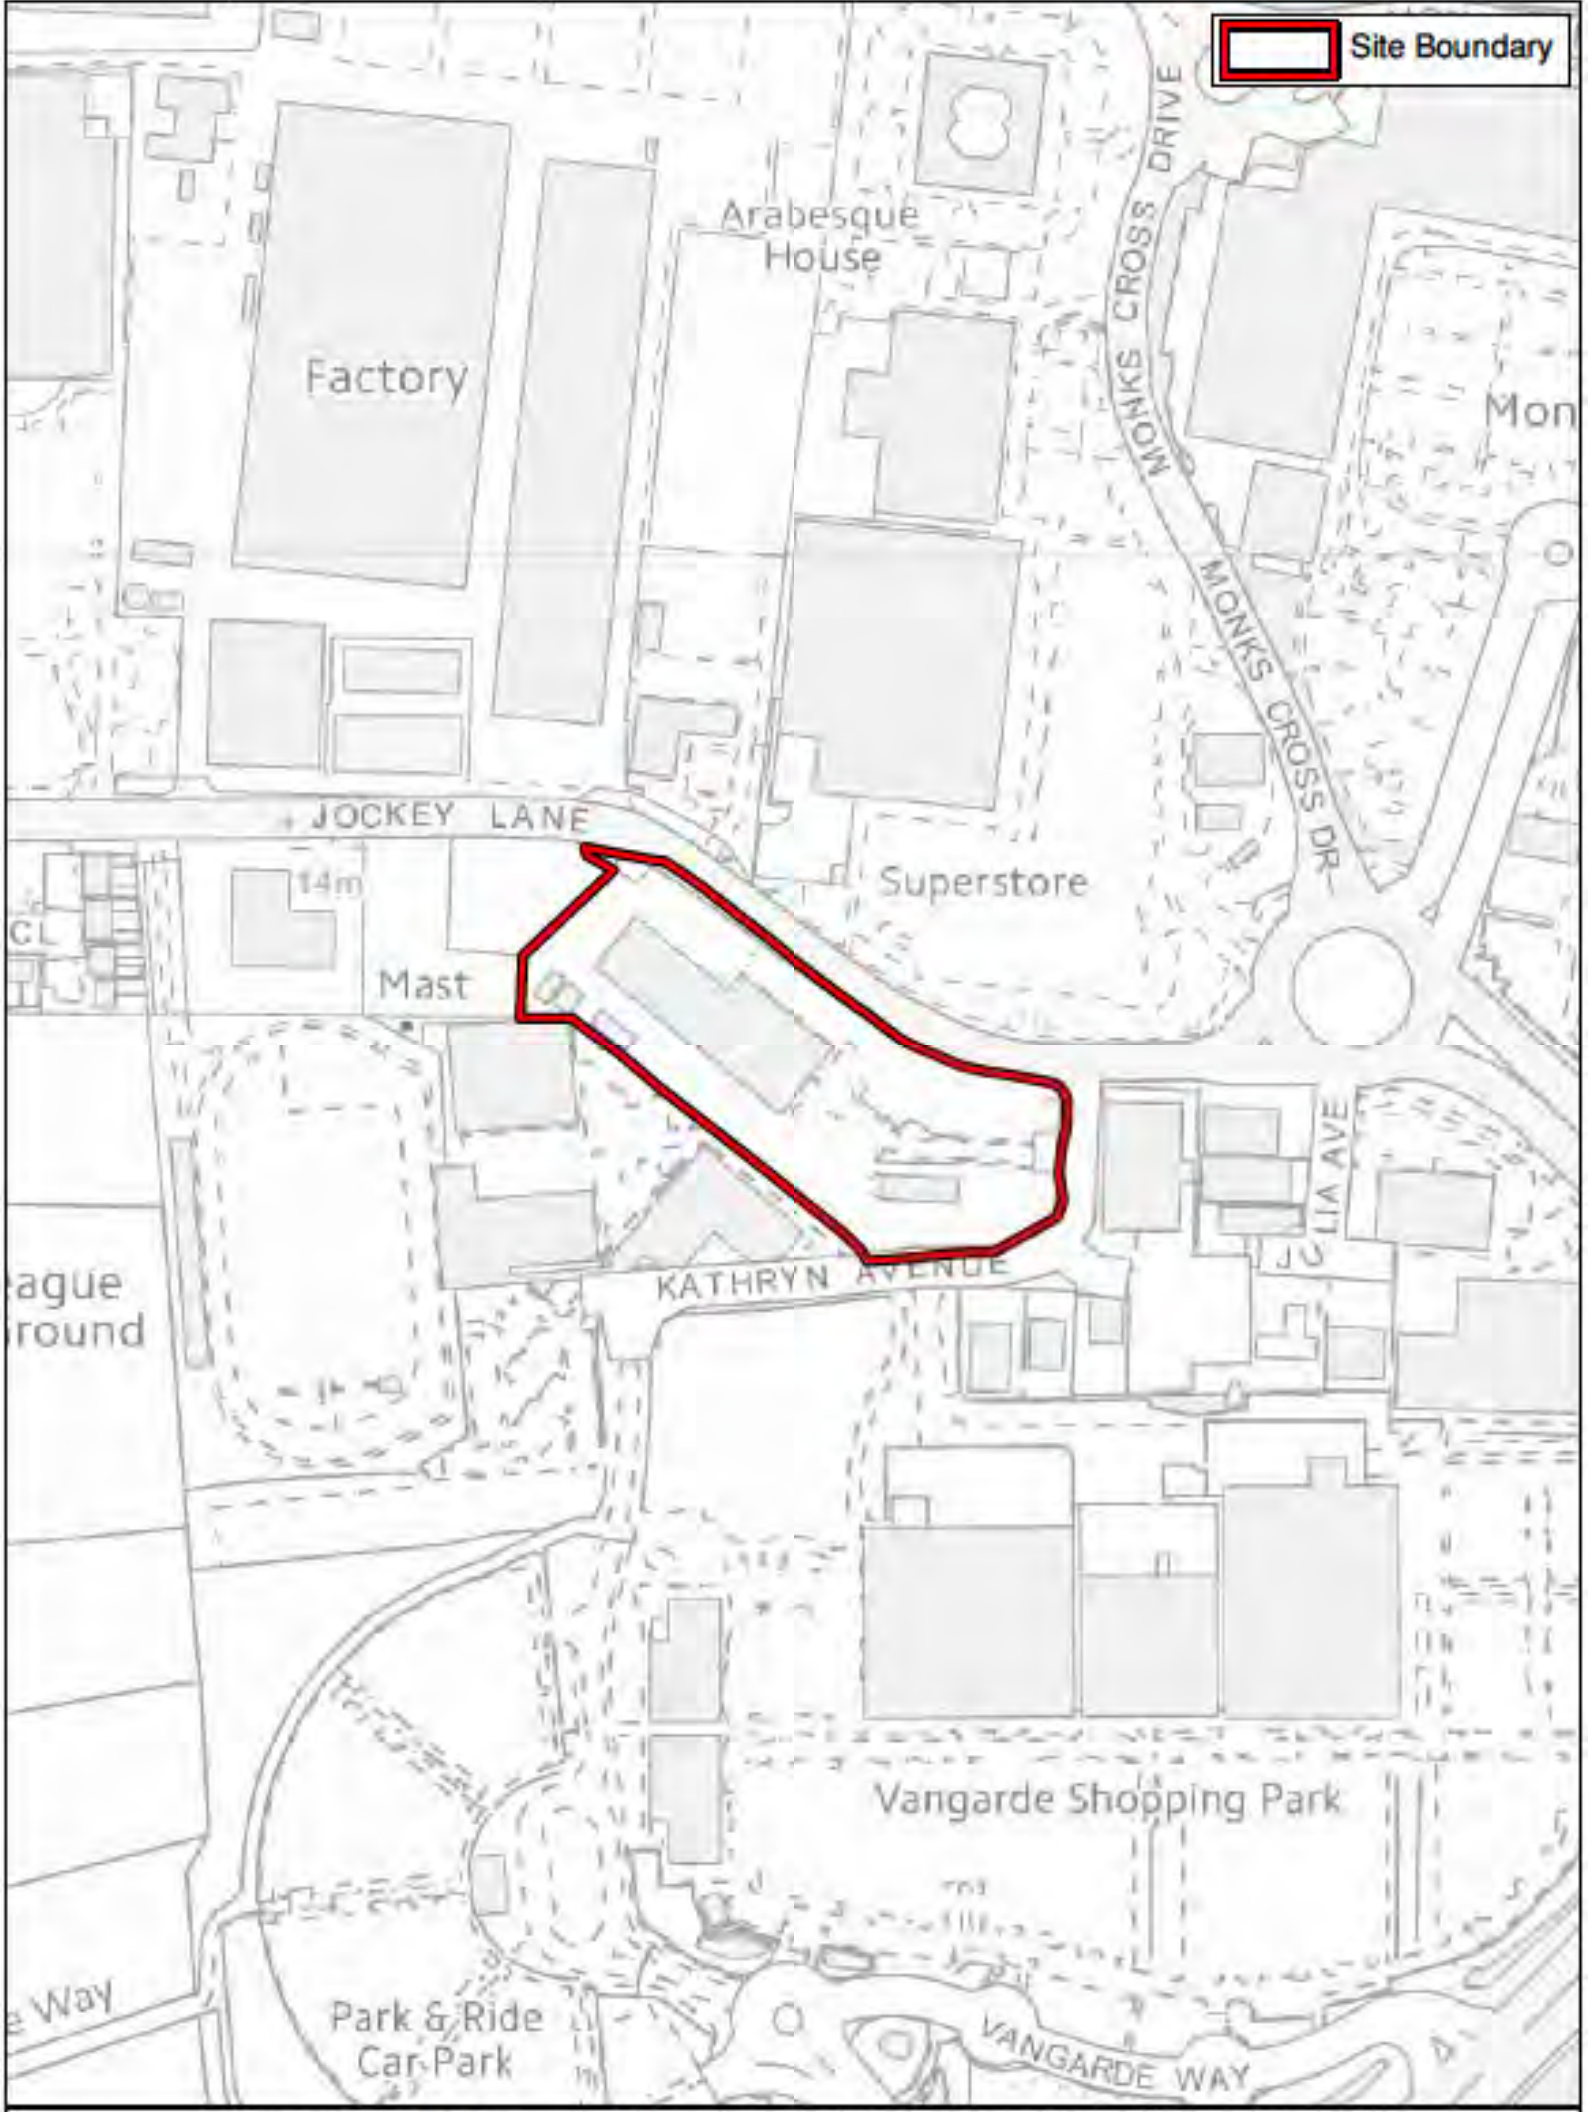 Site Boundary
MONKS CROSS DRIVE
Arabesque
House
Factory
Mon
MONKS CROSS DR
JOCKEY LANE
14m
Superstore
CL
Mast
JULIA AVE
KATHRYN AVENUE
eague
round
Vangarde Shopping Park
e Way
Park & Ride
Car Park
VANGARDE WAY